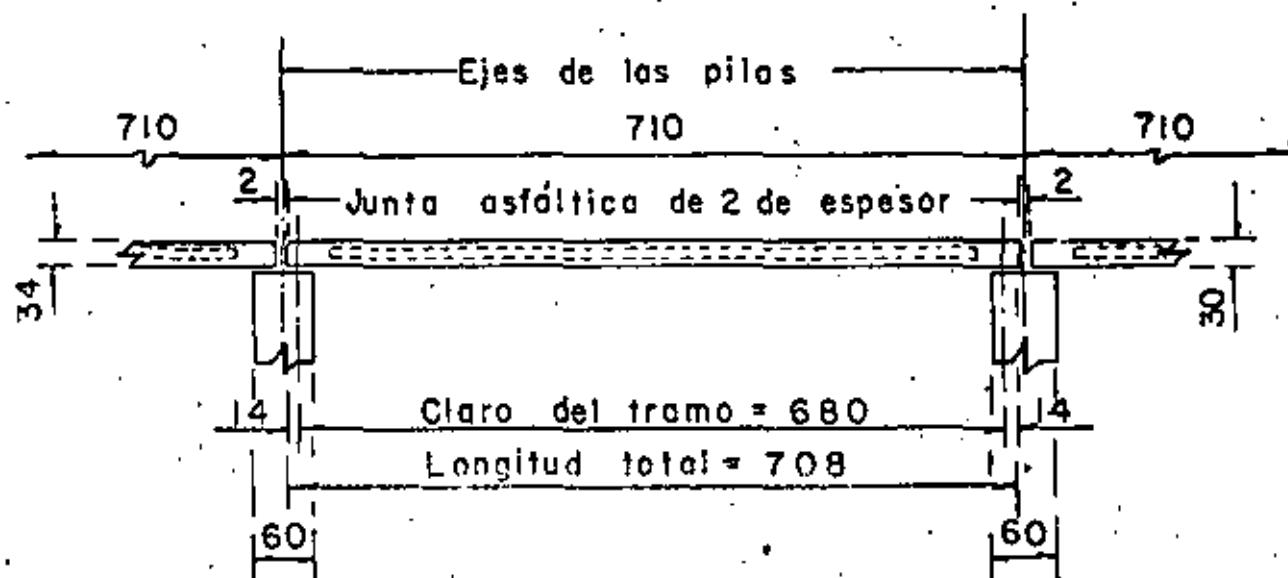 Ejes de las pilas
710 710 710
2 Junta asfáltica de 2 de espesor 2
34 30
14 Claro del tramo = 680 14
Longitud total = 708
60 60